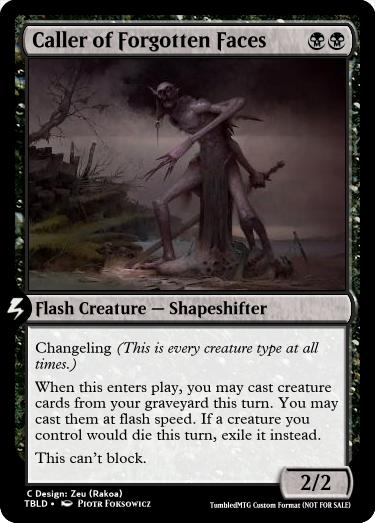 Caller of Forgotten Faces
Flash Creature — Shapeshifter
Changeling (This is every creature type at all
times.)
When this enters play, you may cast creature
cards from your graveyard this turn. You may
cast them at flash speed. If a creature you
control would die this turn, exile it instead.
This can't block.
2/2
C Design: Zeu (Rakoa)
TBLD • Piotr Foksowicz
TumbledMTG Custom Format (NOT FOR SALE)